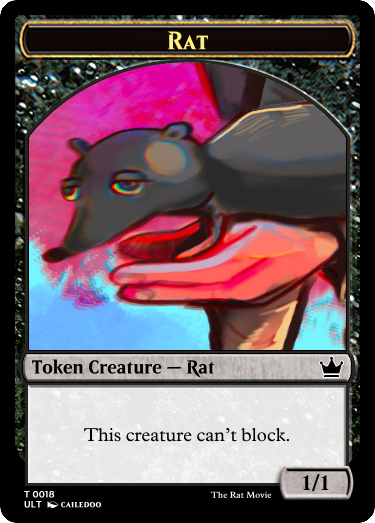 Rat
Token Creature — Rat
This creature can't block.
1/1
T 0018
ULT CAILEDOO
The Rat Movie